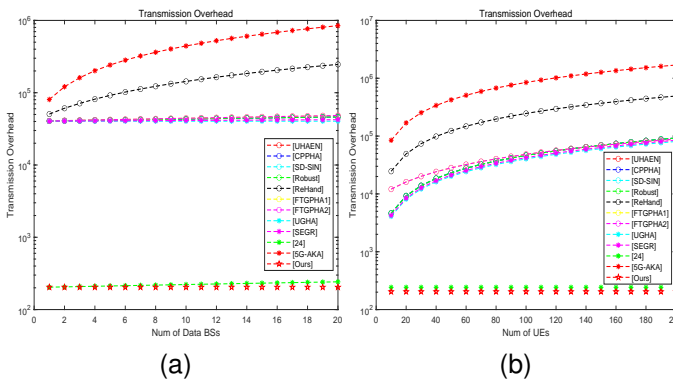 Transmission Overhead
Transmission Overhead
10^6
10^5
10^4
10^3
10^2
Transmission Overhead
[UHAEN]
[CPPHA]
[SD-SIN]
[Robust]
[ReHand]
[FTGPHA1]
[FTGPHA2]
[UGHA]
[SEGR]
[24]
[5G-AKA]
[Ours]
0 2 4 6 8 10 12 14 16 18 20
Num of Data BSs
(a)
10^7
10^6
10^5
10^4
10^3
10^2
Transmission Overhead
[UHAEN]
[CPPHA]
[SD-SIN]
[Robust]
[ReHand]
[FTGPHA1]
[FTGPHA2]
[UGHA]
[SEGR]
[24]
[5G-AKA]
[Ours]
0 20 40 60 80 100 120 140 160 180 200
Num of UEs
(b)